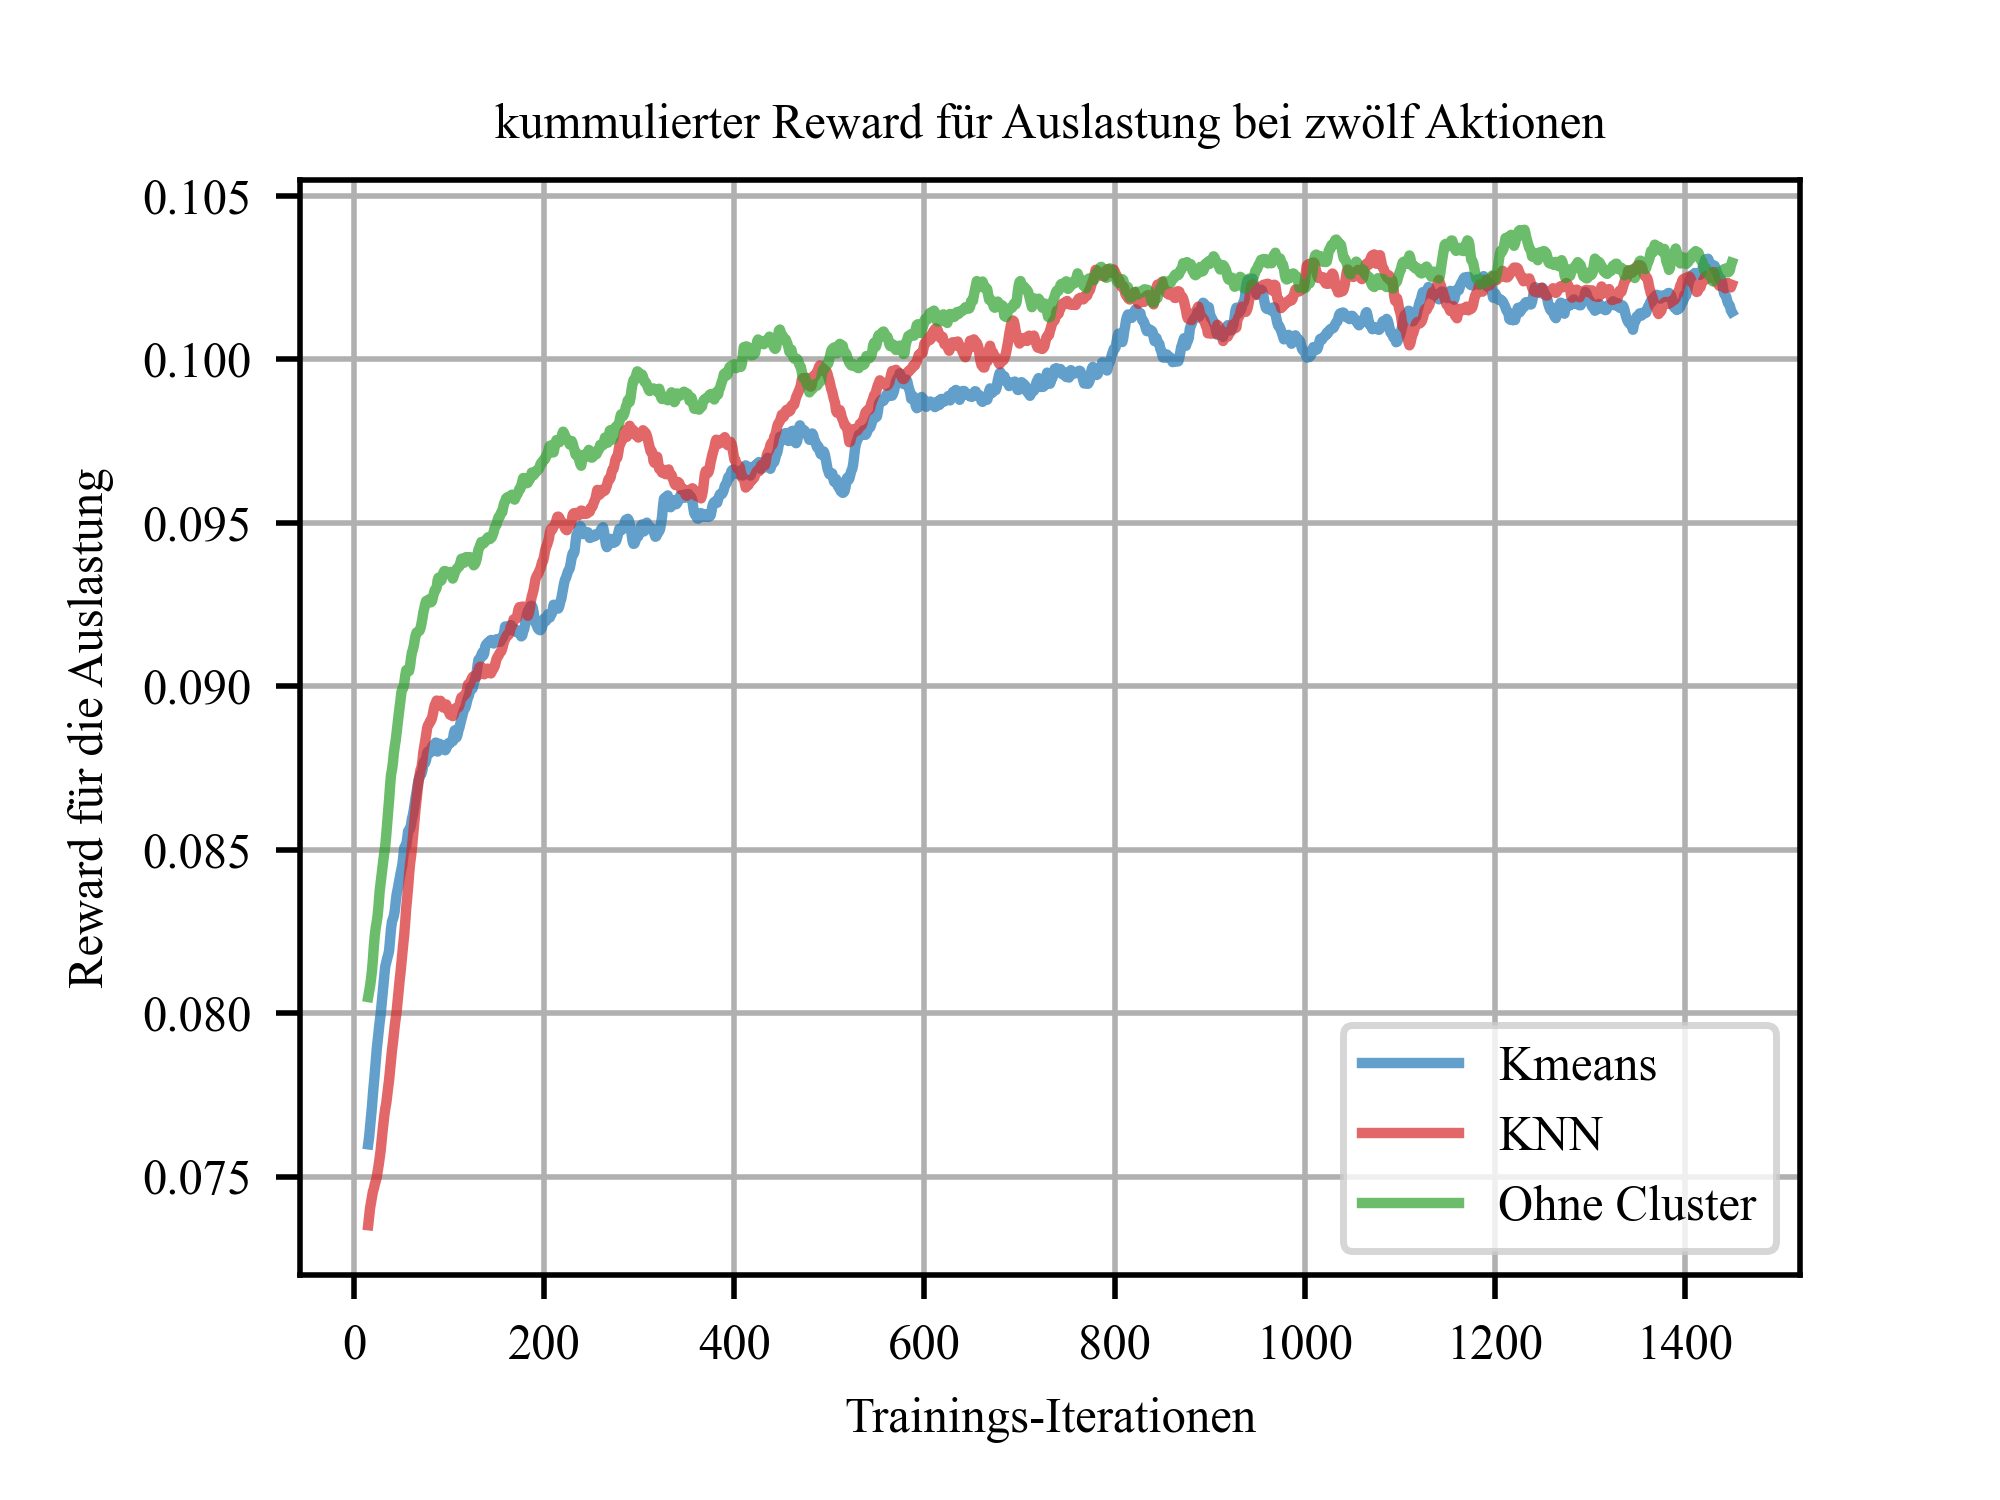 kummulierter Reward für Auslastung bei zwölf Aktionen
0.105
0.100
0.095
0.090
0.085
0.080
0.075
Reward für die Auslastung
Kmeans
KNN
Ohne Cluster
0 200 400 600 800 1000 1200 1400
Trainings-Iterationen